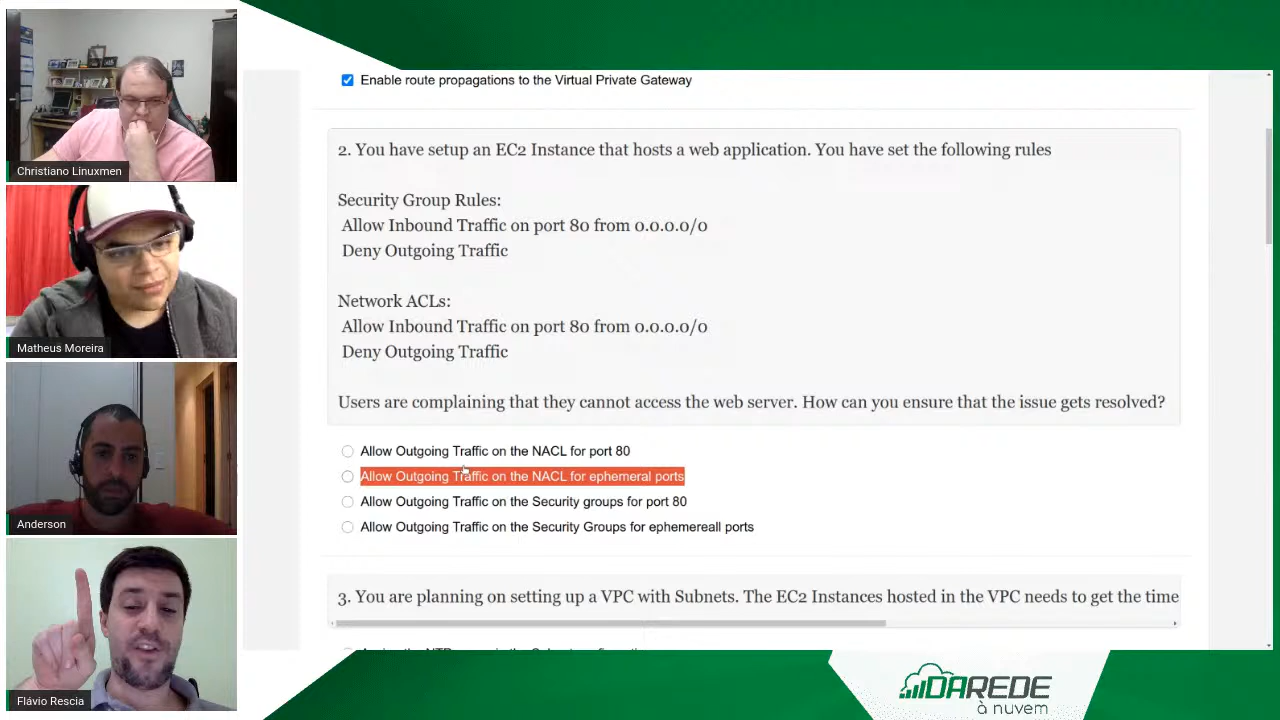 Christiano Linuxmen
Matheus Moreira
Anderson
Flávio Rescia
Enable route propagations to the Virtual Private Gateway
2. You have setup an EC2 Instance that hosts a web application. You have set the following rules
Security Group Rules:
Allow Inbound Traffic on port 80 from 0.0.0.0/0
Deny Outgoing Traffic
Network ACLs:
Allow Inbound Traffic on port 80 from 0.0.0.0/0
Deny Outgoing Traffic
Users are complaining that they cannot access the web server. How can you ensure that the issue gets resolved?
Allow Outgoing Traffic on the NACL for port 80
Allow Outgoing Traffic on the NACL for ephemeral ports
Allow Outgoing Traffic on the Security groups for port 80
Allow Outgoing Traffic on the Security Groups for ephemereall ports
3. You are planning on setting up a VPC with Subnets. The EC2 Instances hosted in the VPC needs to get the time
DAREDE
à nuvem